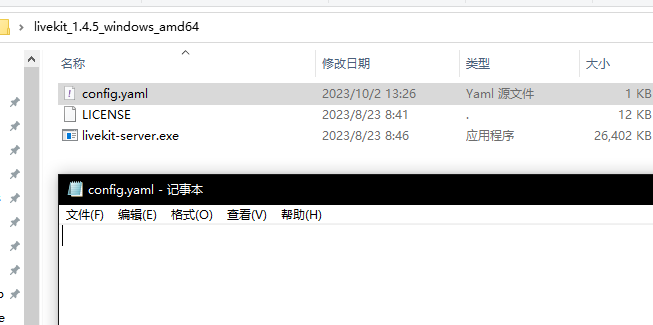 livekit_1.4.5_windows_amd64
名称 修改日期 类型 大小
config.yaml 2023/10/2 13:26 Yaml 源文件 1 KB
LICENSE 2023/8/23 8:41 . 12 KB
livekit-server.exe 2023/8/23 8:46 应用程序 26,402 KB
config.yaml - 记事本
文件(F) 编辑(E) 格式(O) 查看(V) 帮助(H)